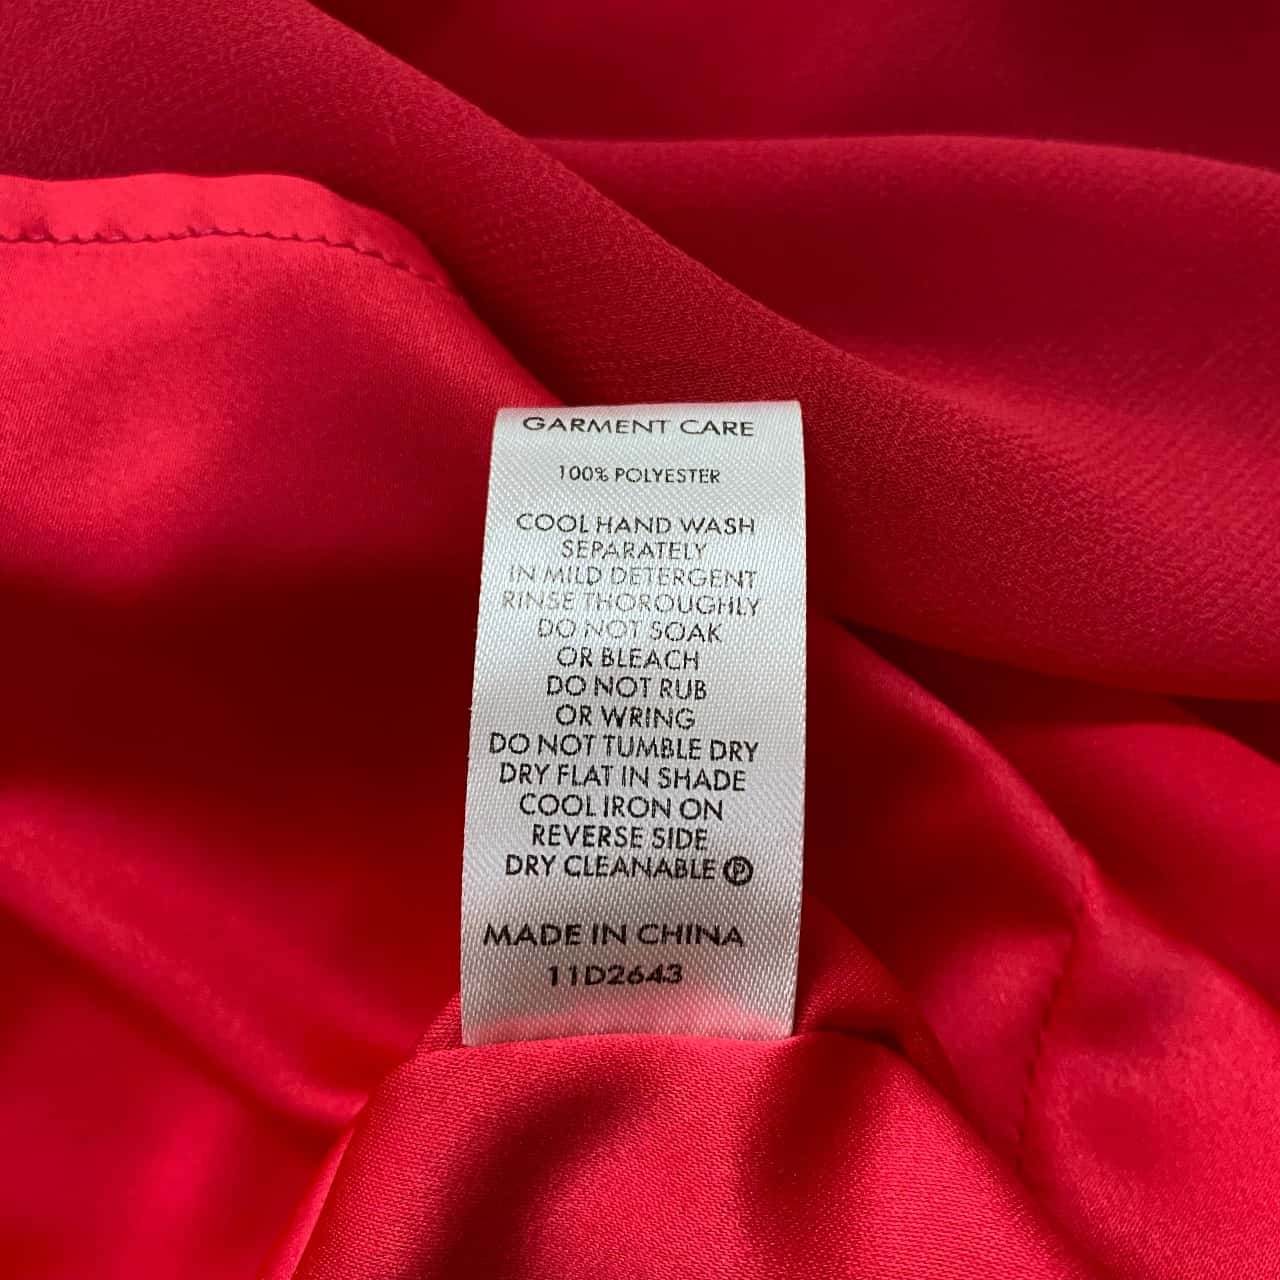 GARMENT CARE
100% POLYESTER
COOL HAND WASH
SEPARATELY
IN MILD DETERGENT
RINSE THOROUGHLY
DO NOT SOAK
OR BLEACH
DO NOT RUB
OR WRING
DO NOT TUMBLE DRY
DRY FLAT IN SHADE
COOL IRON ON
REVERSE SIDE
DRY CLEANABLE Ⓟ
MADE IN CHINA
11D2643